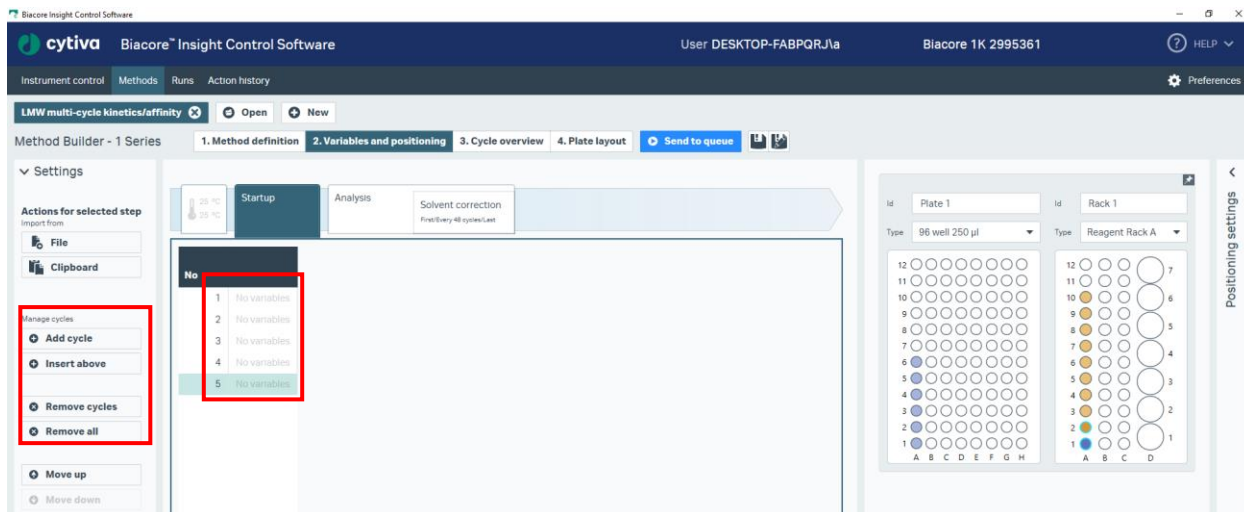 Biacore Insight Control Software
cytiva Biacore™ Insight Control Software User DESKTOP-FABPQRJ\a Biacore 1K 2995361 ? HELP
Instrument control Methods Runs Action history Preferences
LMW multi-cycle kinetics/affinity Open New
Method Builder - 1 Series 1. Method definition 2. Variables and positioning 3. Cycle overview 4. Plate layout Send to queue
Settings
Actions for selected step
Import from
File
Clipboard
Manage cycles
Add cycle
Insert above
Remove cycles
Remove all
Move up
Move down
25 °C
Startup
Analysis
Solvent correction
First/Every 48 cycles/Last
No
1 No variables
2 No variables
3 No variables
4 No variables
5 No variables
Id Plate 1 Id Rack 1
Type 96 well 250 µl Type Reagent Rack A
12
11
10
9
8
7
6
5
4
3
2
1
A B C D E F G H
12
11
10
9
8
7
6
5
4
3
2
1
7
6
5
4
3
2
1
A B C D
Positioning settings